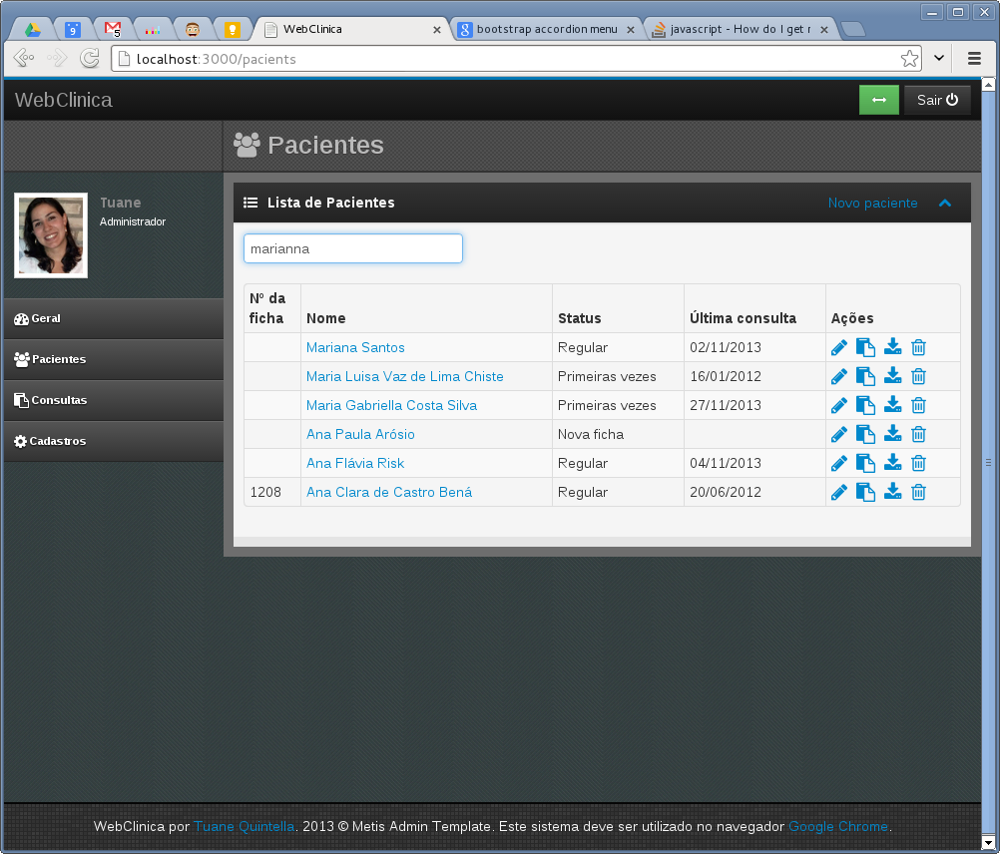 9
5
WebClinica
bootstrap accordion menu
javascript - How do I get r
localhost:3000/pacients
WebClinica
Sair
Pacientes
Tuane
Administrador
Geral
Pacientes
Consultas
Cadastros
Lista de Pacientes
Novo paciente
marianna
Nº da ficha Nome Status Última consulta Ações
Mariana Santos Regular 02/11/2013
Maria Luisa Vaz de Lima Chiste Primeiras vezes 16/01/2012
Maria Gabriella Costa Silva Primeiras vezes 27/11/2013
Ana Paula Arósio Nova ficha
Ana Flávia Risk Regular 04/11/2013
1208 Ana Clara de Castro Bená Regular 20/06/2012
WebClinica por Tuane Quintella. 2013 © Metis Admin Template. Este sistema deve ser utilizado no navegador Google Chrome.